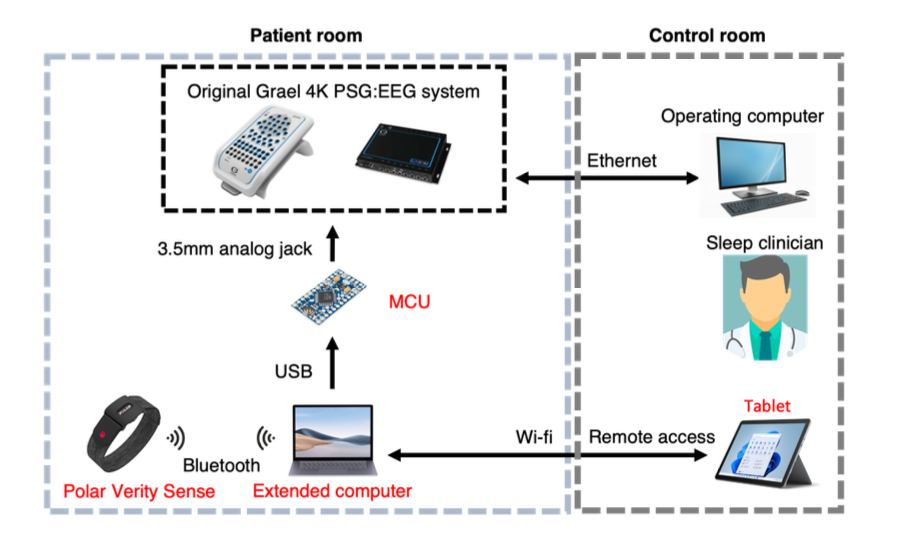 Patient room
Control room
Original Grael 4K PSG:EEG system
Operating computer
Ethernet
3.5mm analog jack
Sleep clinician
MCU
USB
Tablet
Wi-fi
Remote access
Bluetooth
Polar Verity Sense
Extended computer